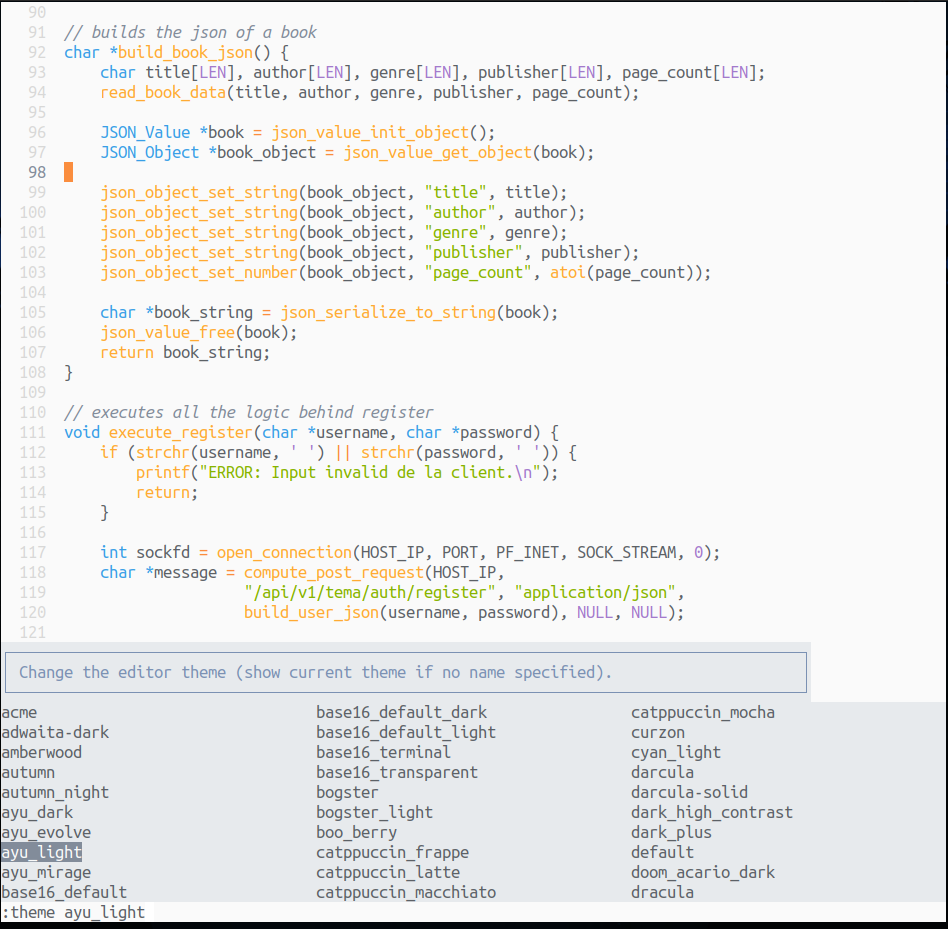 90
91 // builds the json of a book
92 char *build_book_json() {
93     char title[LEN], author[LEN], genre[LEN], publisher[LEN], page_count[LEN];
94     read_book_data(title, author, genre, publisher, page_count);
95
96     JSON_Value *book = json_value_init_object();
97     JSON_Object *book_object = json_value_get_object(book);
98
99     json_object_set_string(book_object, "title", title);
100     json_object_set_string(book_object, "author", author);
101     json_object_set_string(book_object, "genre", genre);
102     json_object_set_string(book_object, "publisher", publisher);
103     json_object_set_number(book_object, "page_count", atoi(page_count));
104
105     char *book_string = json_serialize_to_string(book);
106     json_value_free(book);
107     return book_string;
108 }
109
110 // executes all the logic behind register
111 void execute_register(char *username, char *password) {
112     if (strchr(username, ' ') || strchr(password, ' ')) {
113         printf("ERROR: Input invalid de la client.\n");
114         return;
115     }
116
117     int sockfd = open_connection(HOST_IP, PORT, PF_INET, SOCK_STREAM, 0);
118     char *message = compute_post_request(HOST_IP,
119                     "/api/v1/tema/auth/register", "application/json",
120                     build_user_json(username, password), NULL, NULL);
121
Change the editor theme (show current theme if no name specified).
acme base16_default_dark catppuccin_mocha
adwaita-dark base16_default_light curzon
amberwood base16_terminal cyan_light
autumn base16_transparent darcula
autumn_night bogster darcula-solid
ayu_dark bogster_light dark_high_contrast
ayu_evolve boo_berry dark_plus
ayu_light catppuccin_frappe default
ayu_mirage catppuccin_latte doom_acario_dark
base16_default catppuccin_macchiato dracula
:theme ayu_light